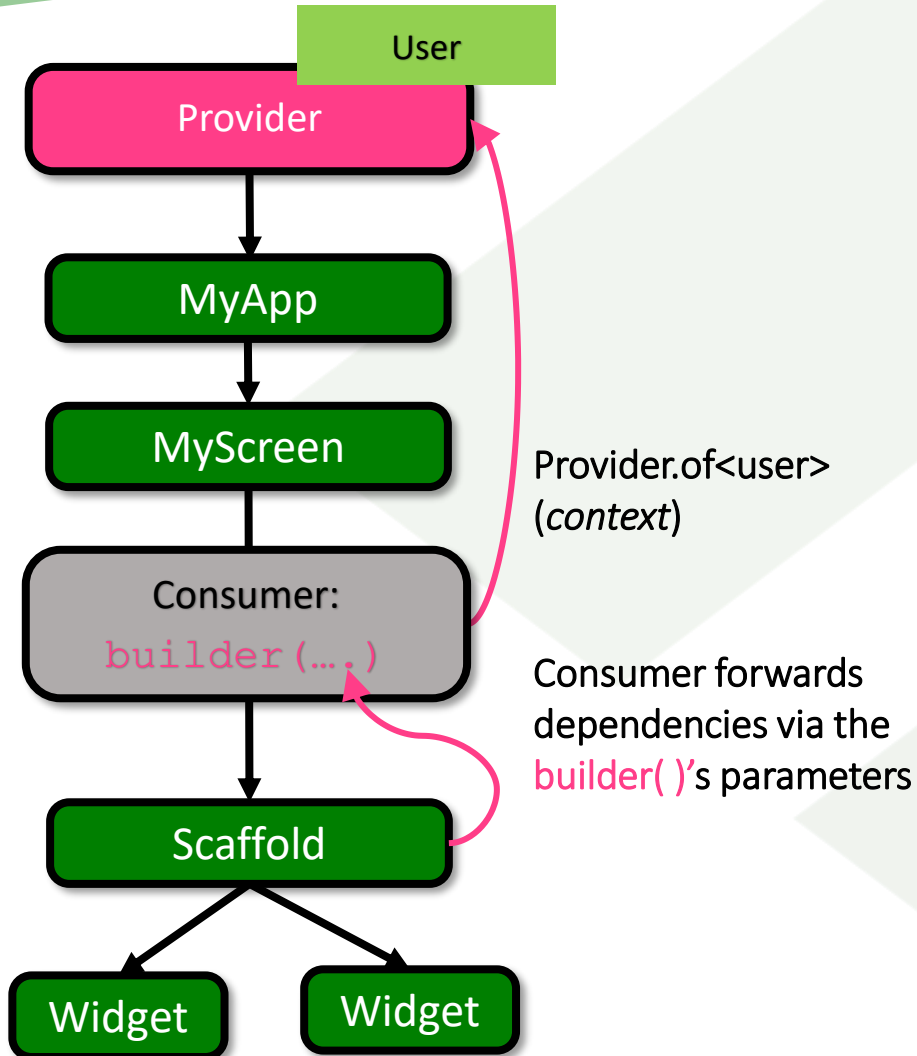 User
Provider
MyApp
MyScreen
Provider.of<user>
(context)
Consumer:
builder(….)
Consumer forwards
dependencies via the
builder( )’s parameters
Scaffold
Widget
Widget